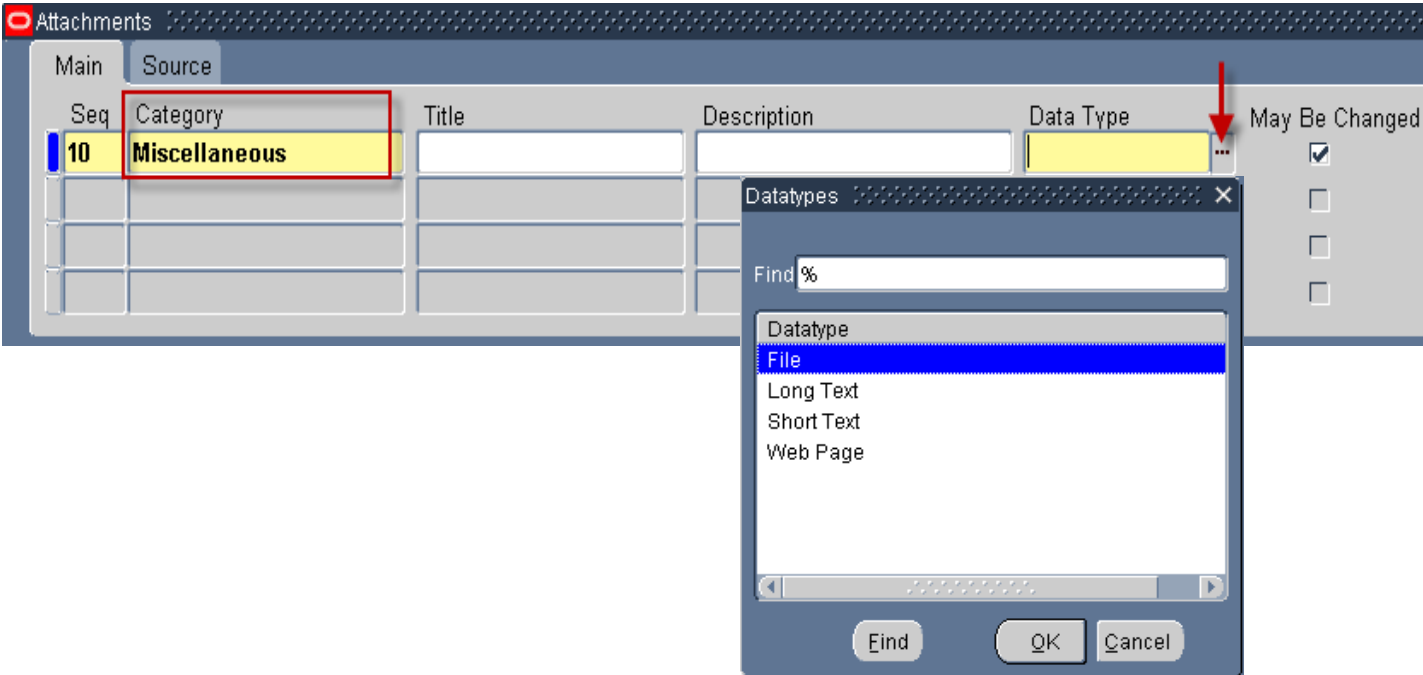 Attachments
Main Source
Seq Category Title Description Data Type May Be Changed
10 Miscellaneous ...
Datatypes
Find %
Datatype
File
Long Text
Short Text
Web Page
Find OK Cancel